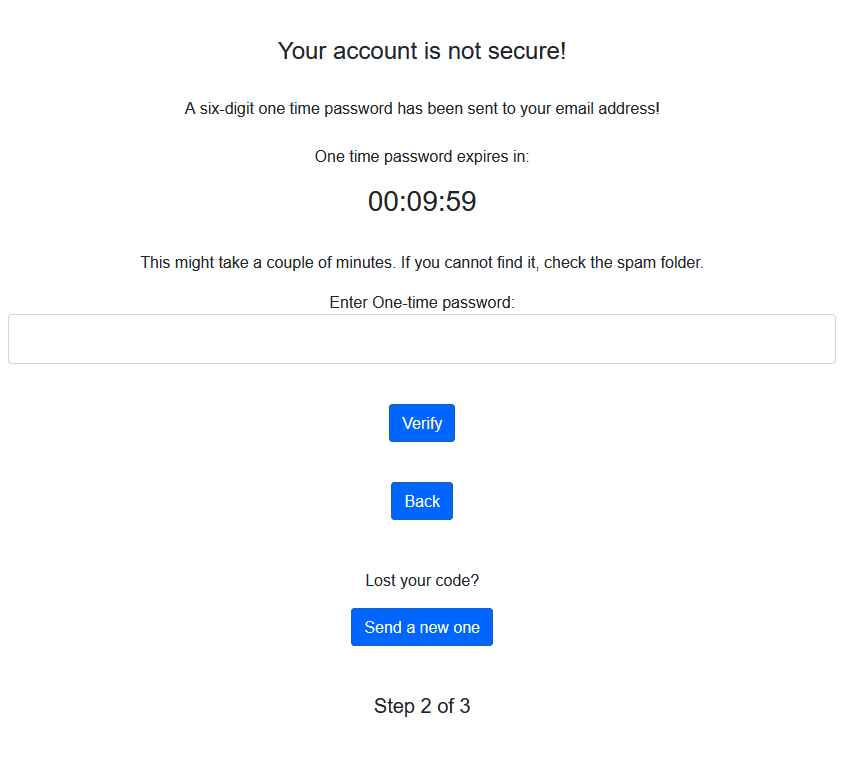 Your account is not secure!
A six-digit one time password has been sent to your email address!
One time password expires in:
00:09:59
This might take a couple of minutes. If you cannot find it, check the spam folder.
Enter One-time password:
Verify
Back
Lost your code?
Send a new one
Step 2 of 3